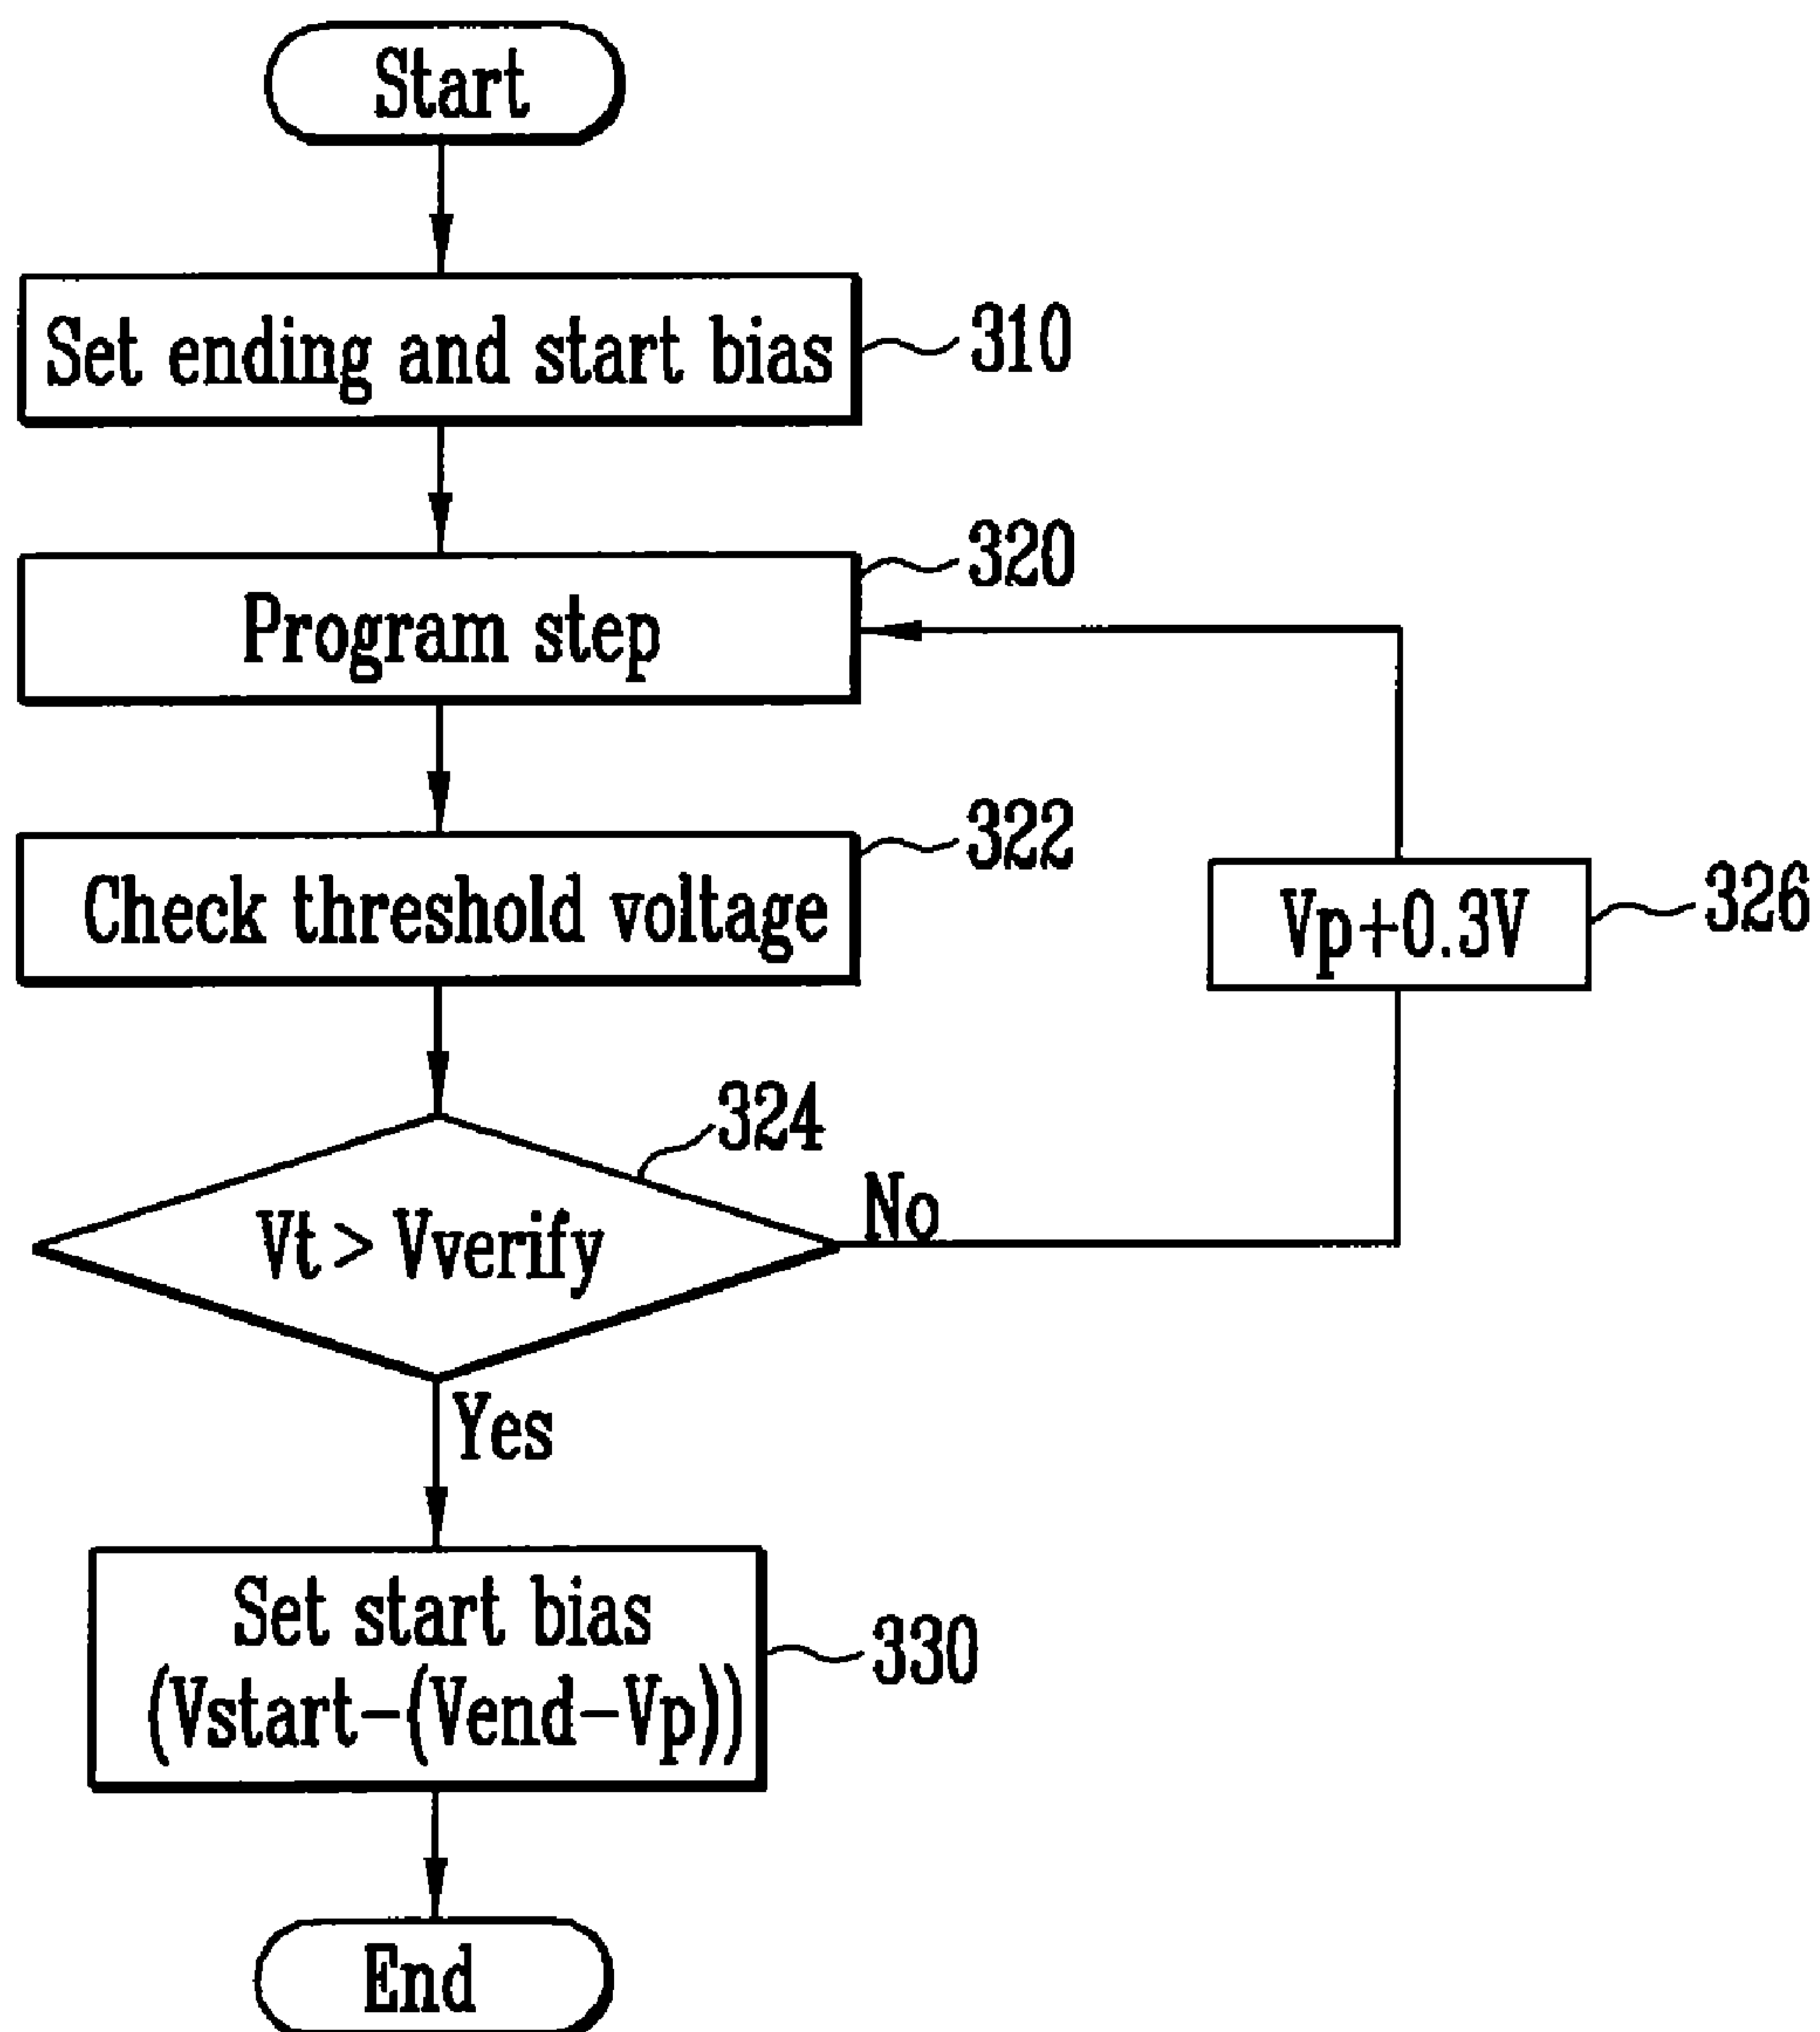 Start
Set ending and start bias
310
Program step
320
Check threshold voltage
322
Vp+0.3V
326
Vt > Vverify
324
No
Yes
Set start bias
(Vstart-(Vend-Vp))
330
End